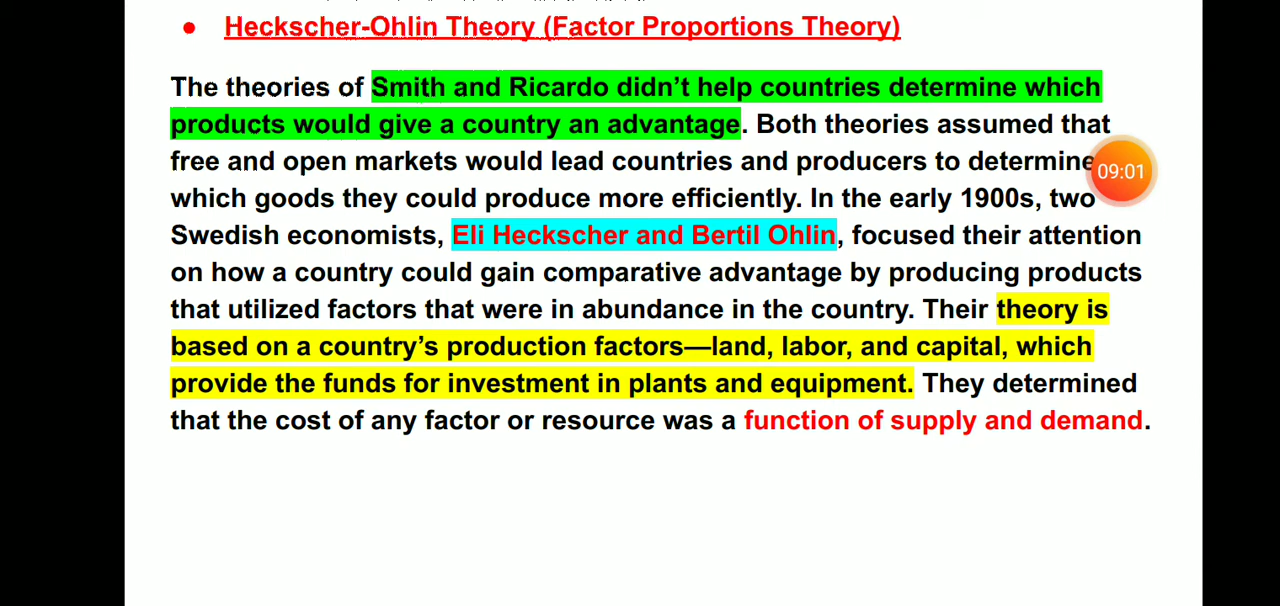 ● Heckscher-Ohlin Theory (Factor Proportions Theory)
The theories of Smith and Ricardo didn’t help countries determine which
products would give a country an advantage. Both theories assumed that
free and open markets would lead countries and producers to determine
which goods they could produce more efficiently. In the early 1900s, two
Swedish economists, Eli Heckscher and Bertil Ohlin, focused their attention
on how a country could gain comparative advantage by producing products
that utilized factors that were in abundance in the country. Their theory is
based on a country’s production factors—land, labor, and capital, which
provide the funds for investment in plants and equipment. They determined
that the cost of any factor or resource was a function of supply and demand.
09:01